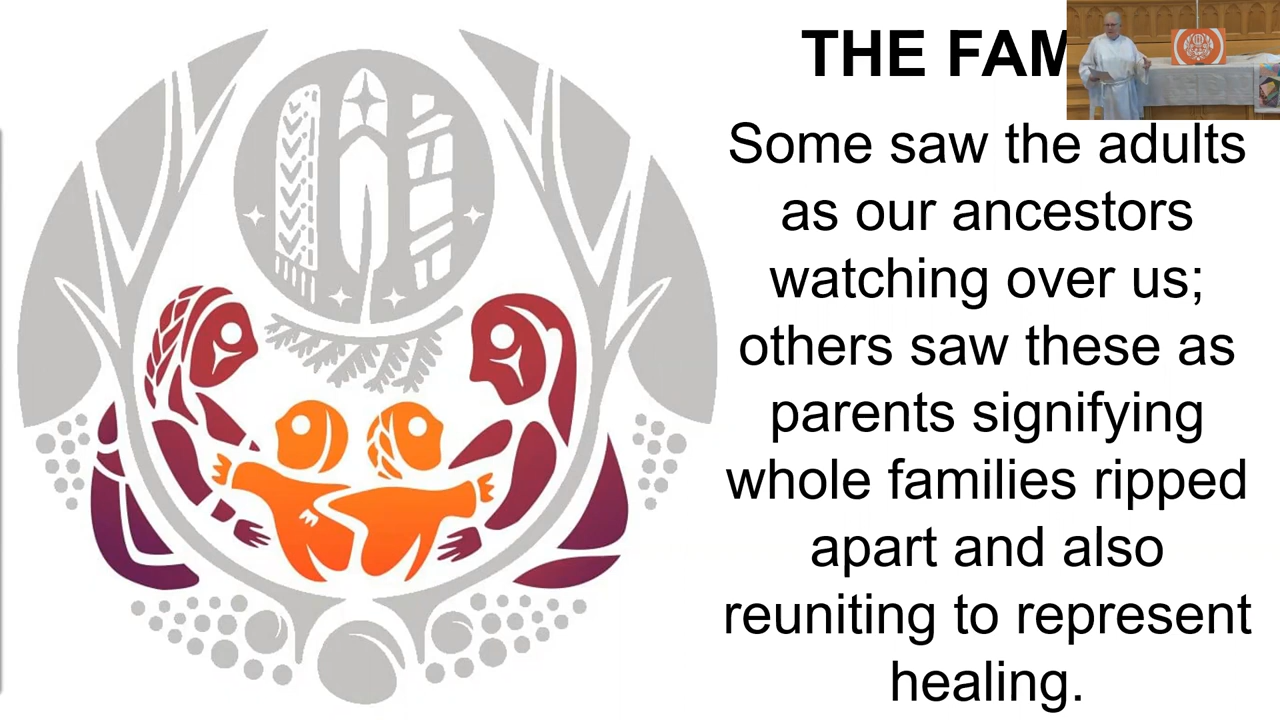 THE FAM
Some saw the adults
as our ancestors
watching over us;
others saw these as
parents signifying
whole families ripped
apart and also
reuniting to represent
healing.